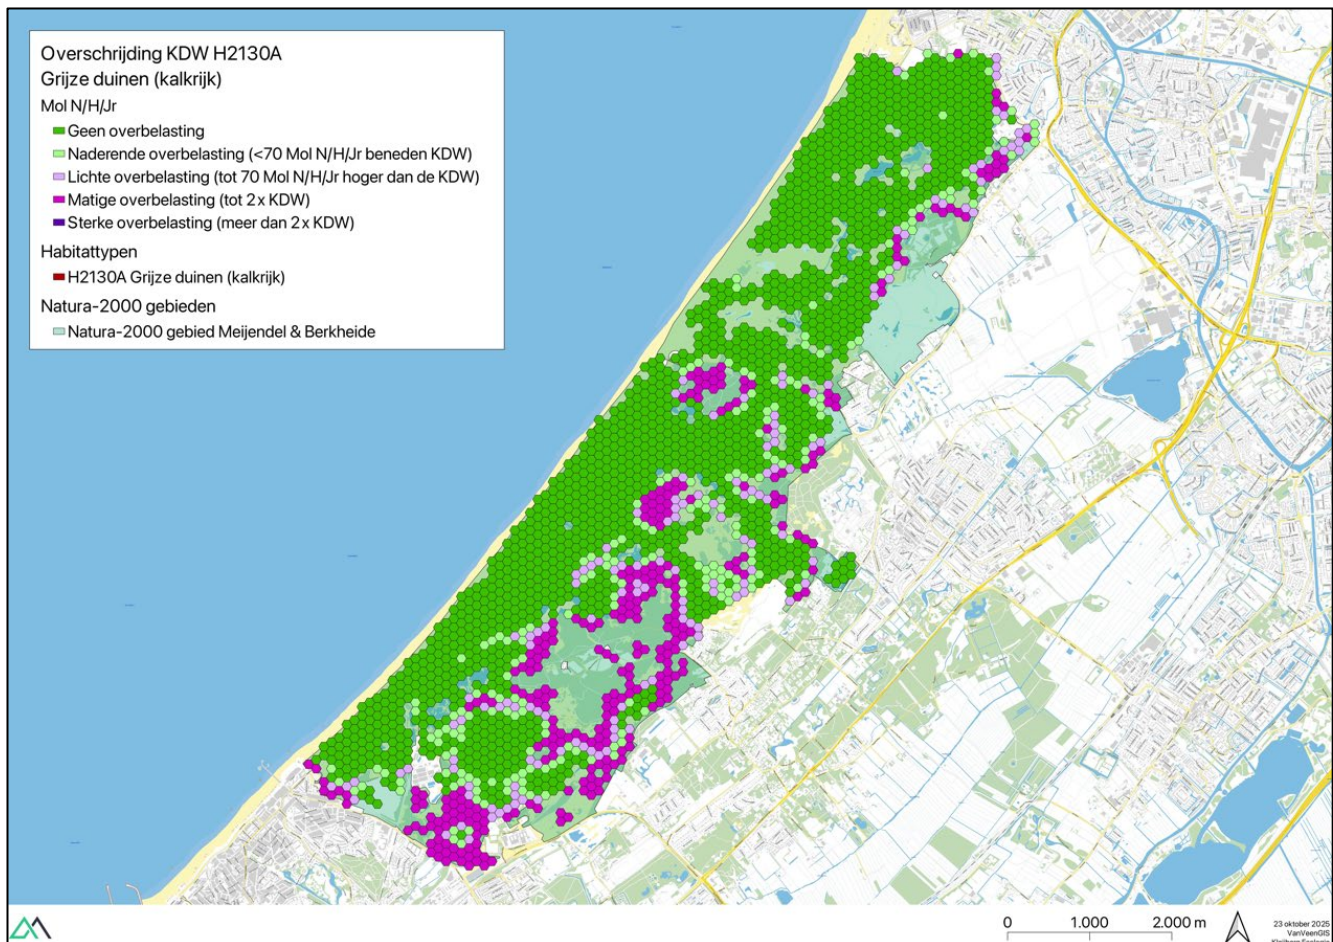 Overschrijding KDW H2130A
Grijze duinen (kalkrijk)
Mol N/H/Jr
Geen overbelasting
Naderende overbelasting (<70 Mol N/H/Jr beneden KDW)
Lichte overbelasting (tot 70 Mol N/H/Jr hoger dan de KDW)
Matige overbelasting (tot 2x KDW)
Sterke overbelasting (meer dan 2x KDW)
Habitattypen
H2130A Grijze duinen (kalkrijk)
Natura-2000 gebieden
Natura-2000 gebied Meijendel & Berkheide
0 1.000 2.000 m
23 oktober 2025
VanVeenGIS